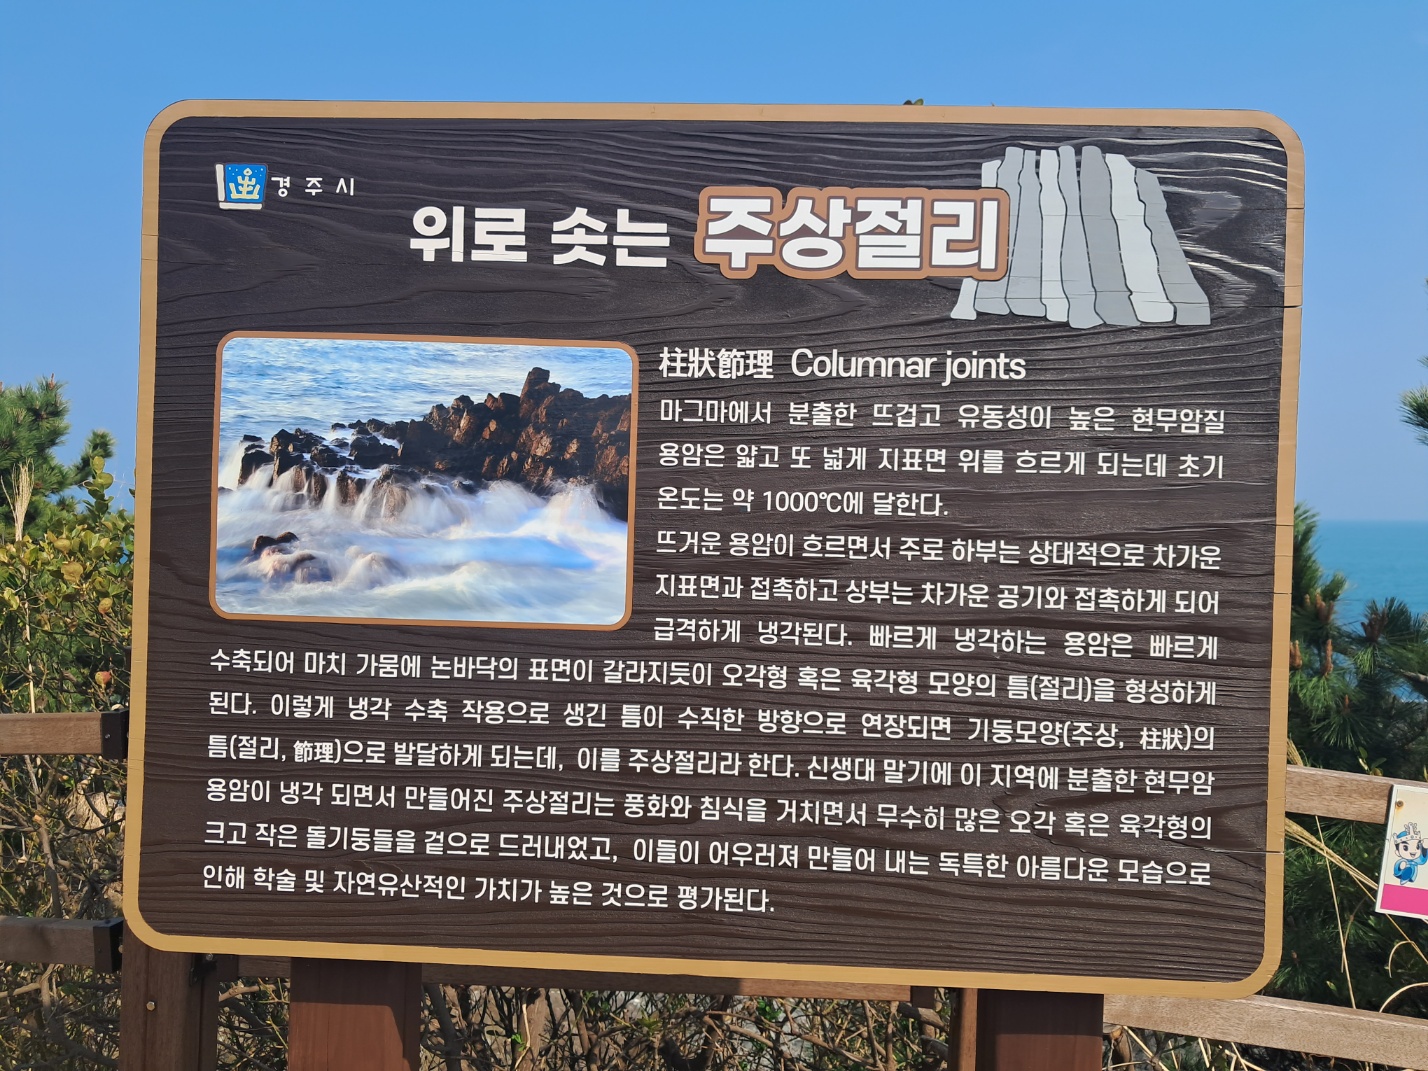 경주시
위로 솟는 주상절리
柱狀節理 Columnar joints
마그마에서 분출한 뜨겁고 유동성이 높은 현무암질
용암은 얇고 또 넓게 지표면 위를 흐르게 되는데 초기
온도는 약 1000℃에 달한다.
뜨거운 용암이 흐르면서 주로 하부는 상대적으로 차가운
지표면과 접촉하고 상부는 차가운 공기와 접촉하게 되어
급격하게 냉각된다. 빠르게 냉각하는 용암은 빠르게
수축되어 마치 가뭄에 논바닥의 표면이 갈라지듯이 오각형 혹은 육각형 모양의 틈(절리)을 형성하게
된다. 이렇게 냉각 수축 작용으로 생긴 틈이 수직한 방향으로 연장되면 기둥모양(주상, 柱狀)의
틈(절리, 節理)으로 발달하게 되는데, 이를 주상절리라 한다. 신생대 말기에 이 지역에 분출한 현무암
용암이 냉각 되면서 만들어진 주상절리는 풍화와 침식을 거치면서 무수히 많은 오각 혹은 육각형의
크고 작은 돌기둥들을 겉으로 드러내었고, 이들이 어우러져 만들어 내는 독특한 아름다운 모습으로
인해 학술 및 자연유산적인 가치가 높은 것으로 평가된다.